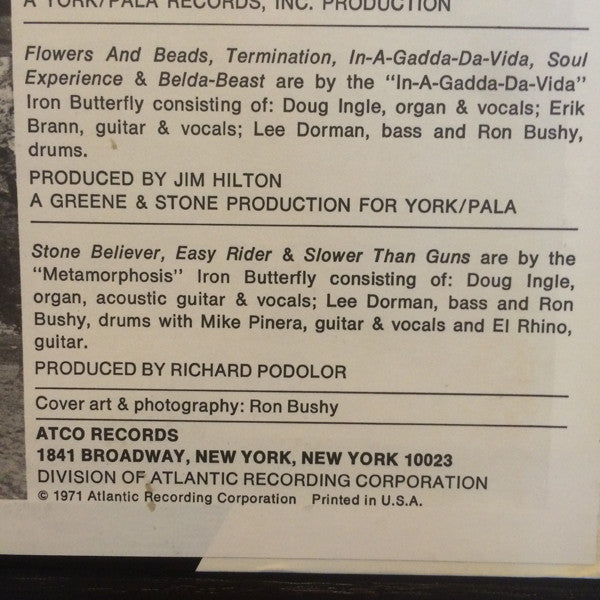 A YORK/PALA RECORDS, INC. PRODUCTION
Flowers And Beads, Termination, In-A-Gadda-Da-Vida, Soul
Experience & Belda-Beast are by the “In-A-Gadda-Da-Vida”
Iron Butterfly consisting of: Doug Ingle, organ & vocals; Erik
Brann, guitar & vocals; Lee Dorman, bass and Ron Bushy,
drums.
PRODUCED BY JIM HILTON
A GREENE & STONE PRODUCTION FOR YORK/PALA
Stone Believer, Easy Rider & Slower Than Guns are by the
“Metamorphosis” Iron Butterfly consisting of: Doug Ingle,
organ, acoustic guitar & vocals; Lee Dorman, bass and Ron
Bushy, drums with Mike Pinera, guitar & vocals and El Rhino,
guitar.
PRODUCED BY RICHARD PODOLOR
Cover art & photography: Ron Bushy
ATCO RECORDS
1841 BROADWAY, NEW YORK, NEW YORK 10023
DIVISION OF ATLANTIC RECORDING CORPORATION
© 1971 Atlantic Recording Corporation Printed in U.S.A.